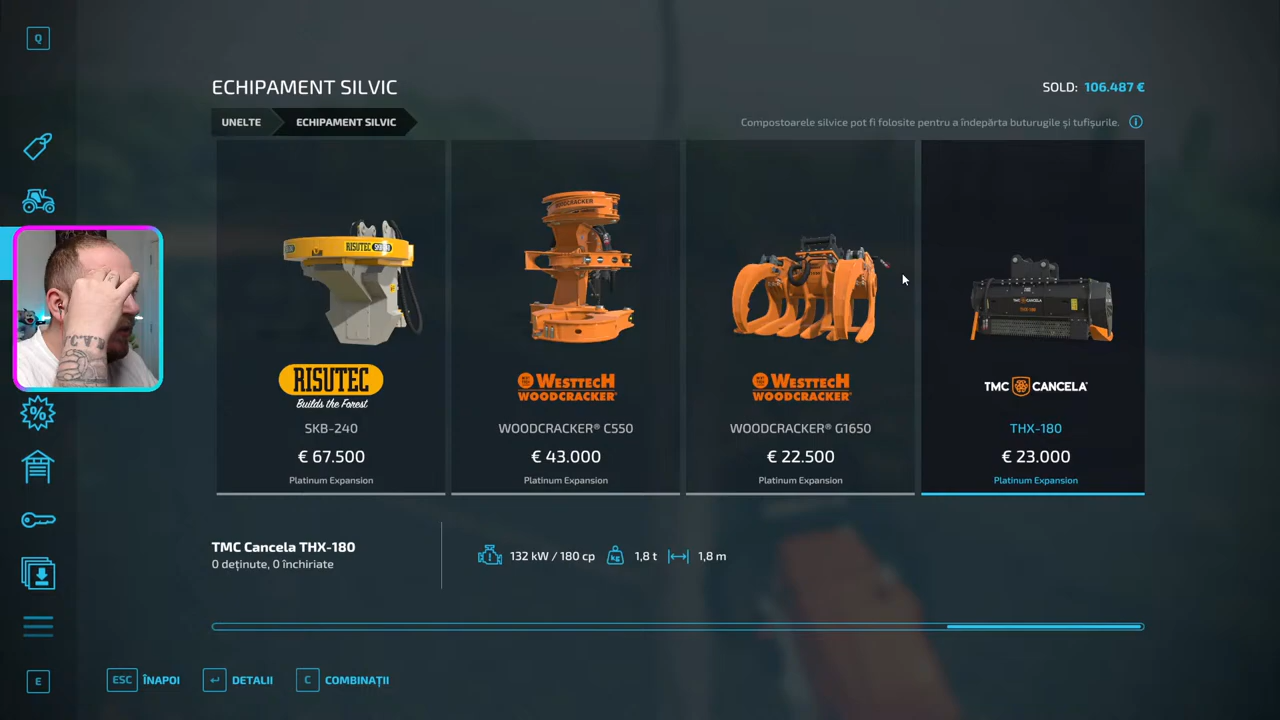 Q
ECHIPAMENT SILVIC
SOLD: 106.487 €
UNELTE
ECHIPAMENT SILVIC
Compostoarele silvice pot fi folosite pentru a îndepărta buturugile și tufișurile.
RISUTEC
Builds the Forest
SKB-240
€ 67.500
Platinum Expansion
WOODCRACKER
WESTTECH
WOODCRACKER®
WOODCRACKER® C550
€ 43.000
Platinum Expansion
WESTTECH
WOODCRACKER®
WOODCRACKER® G1650
€ 22.500
Platinum Expansion
TMC CANCELA
TMC CANCELA
THX-180
€ 23.000
Platinum Expansion
TMC Cancela THX-180
0 deținute, 0 închiriate
132 kW / 180 cp
1,8 t
1,8 m
E
ESC ÎNAPOI
DETALII
C COMBINAȚII